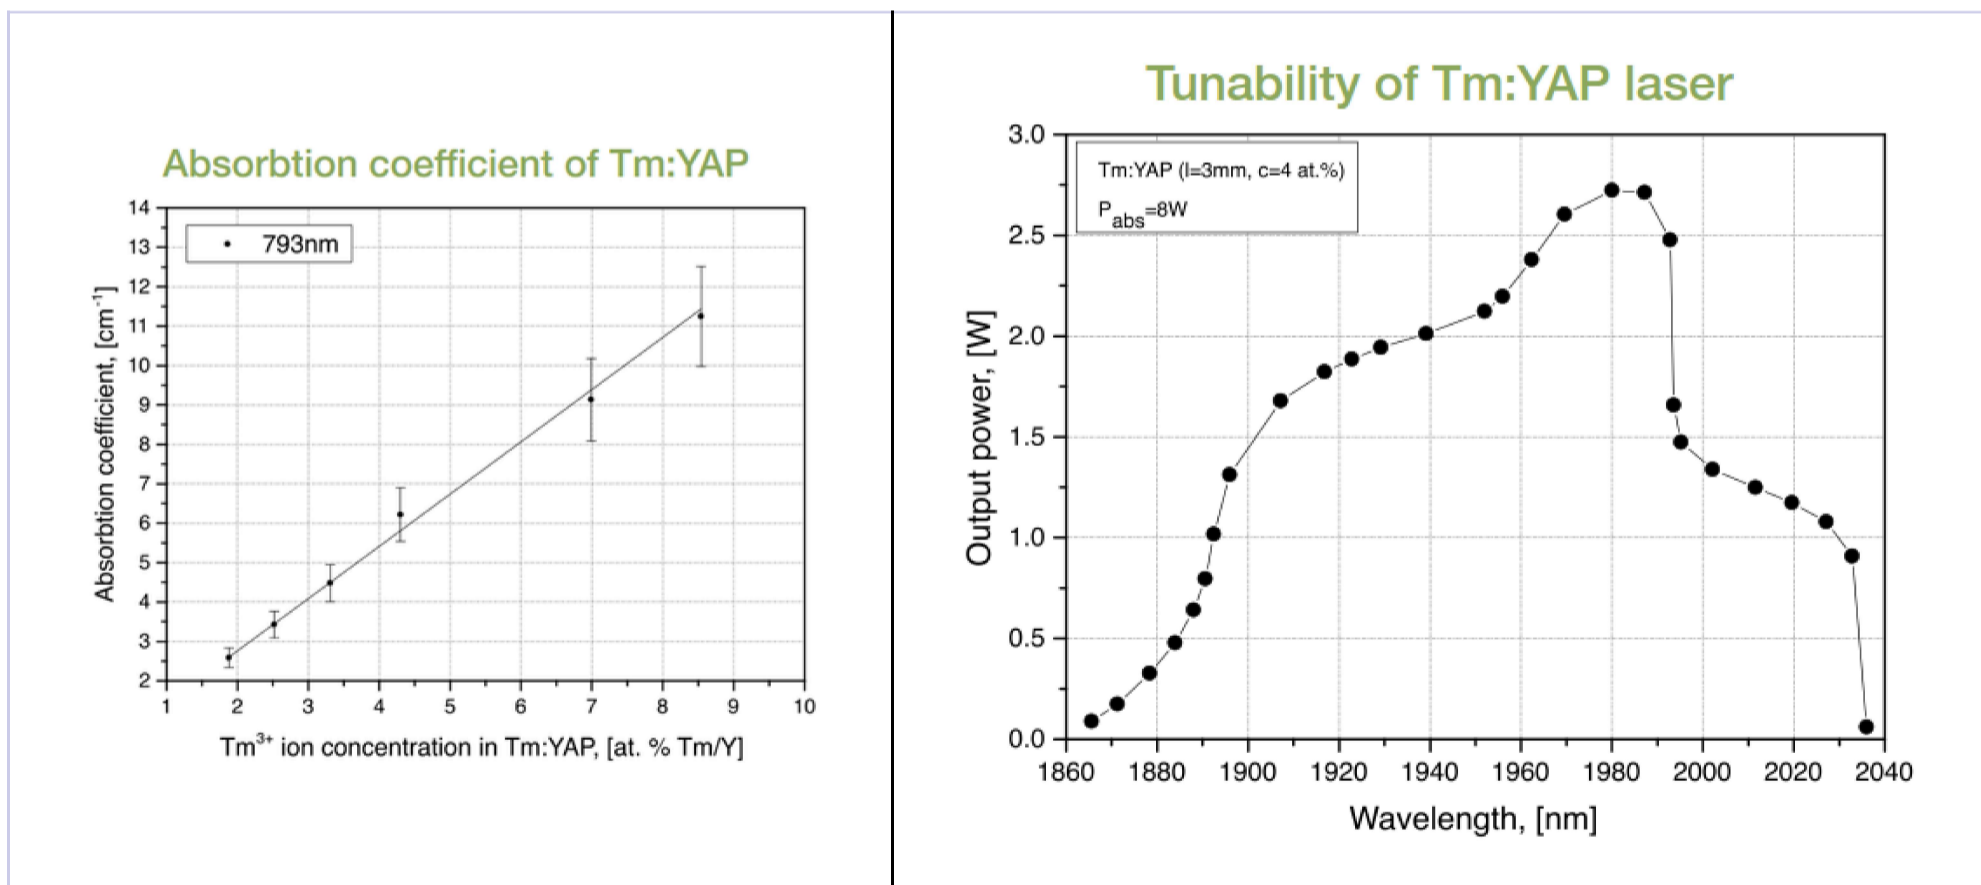 Absorbtion coefficient of Tm:YAP
14
13
12
11
10
9
8
7
6
5
4
3
2
793nm
Absorbtion coefficient, [cm⁻¹]
1 2 3 4 5 6 7 8 9 10
Tm³⁺ ion concentration in Tm:YAP, [at. % Tm/Y]
Tunability of Tm:YAP laser
3.0
2.5
2.0
1.5
1.0
0.5
0.0
Tm:YAP (l=3mm, c=4 at.%)
Pabs=8W
Output power, [W]
1860 1880 1900 1920 1940 1960 1980 2000 2020 2040
Wavelength, [nm]